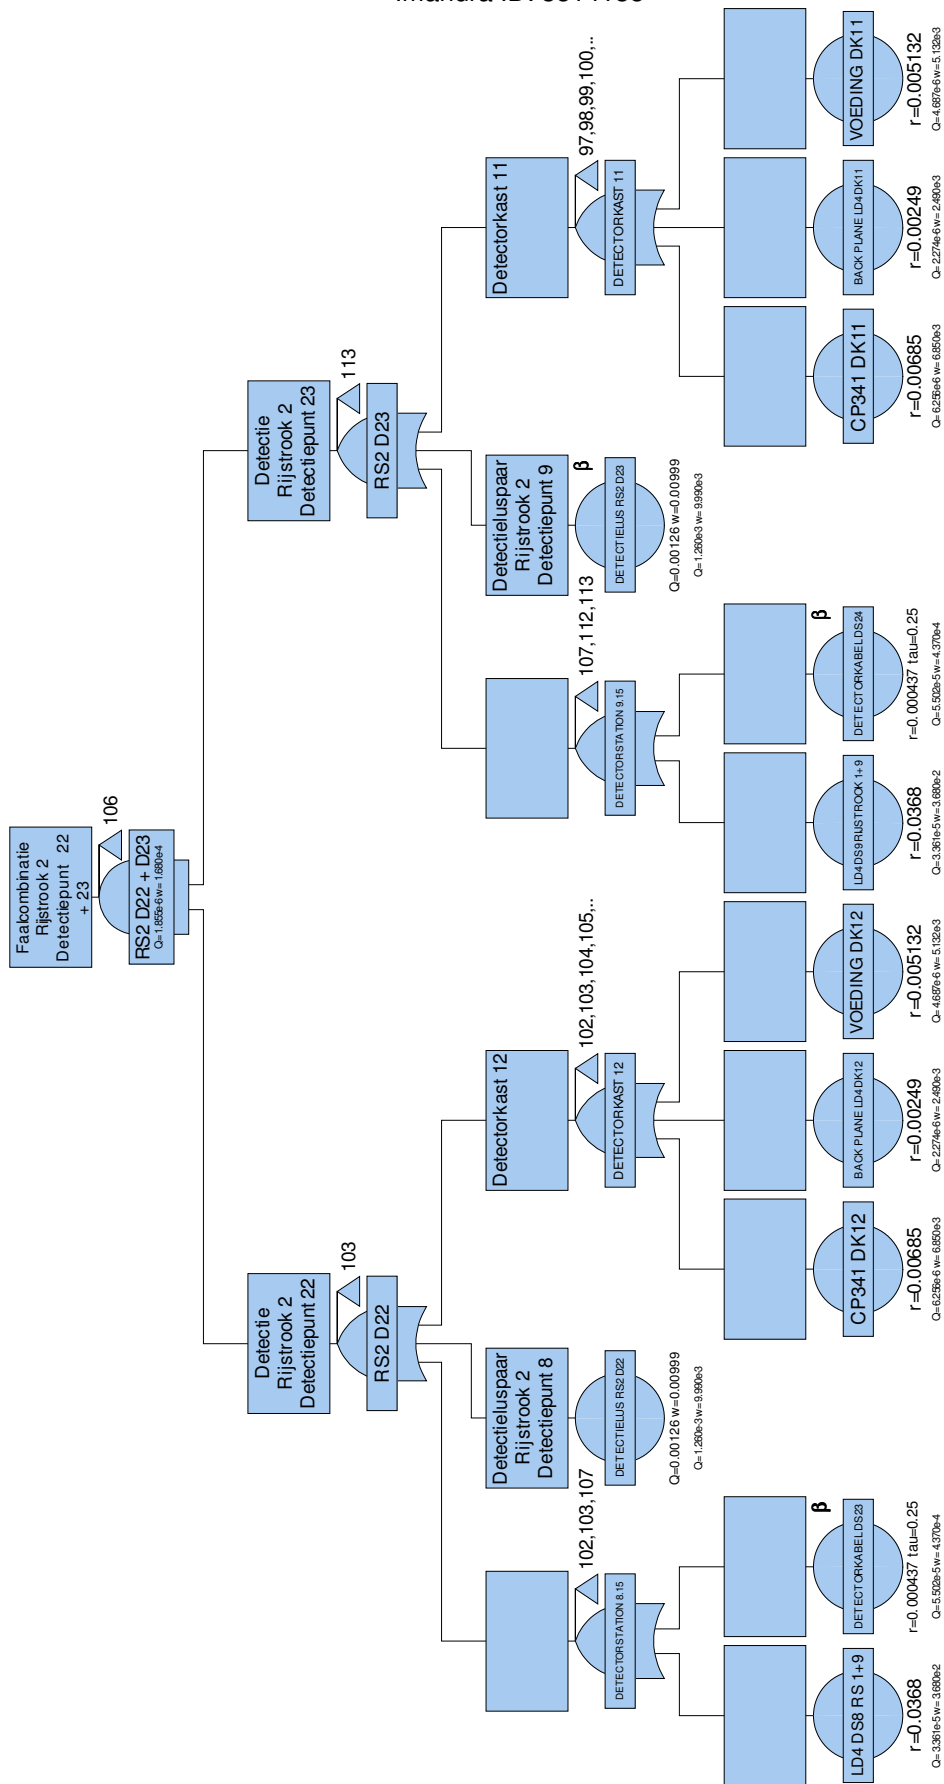 Faalcombinatie
Rijstrook 2
Detectiepunt 22
+ 23
106
RS2 D22 + D23
Q=1.855e-6 w=1.680e-4
Detectie
Rijstrook 2
Detectiepunt 22
103
RS2 D22
Detectie
Rijstrook 2
Detectiepunt 23
113
RS2 D23
102,103,107
DETECTORSTATION 8.15
Detectieluspaar
Rijstrook 2
Detectiepunt 8
DETECTIELUS RS2 D22
Q=0.00126 w=0.00999
Q=1.260e-3 w=9.990e-3
Detectorkast 12
102,103,104,105,..
DETECTORKAST 12
107,112,113
DETECTORSTATION 9.15
Detectieluspaar
Rijstrook 2
Detectiepunt 9
β
DETECTIELUS RS2 D23
Q=0.00126 w=0.00999
Q=1.260e-3 w=9.990e-3
Detectorkast 11
97,98,99,100,..
DETECTORKAST 11
LD4 DS8 RS 1+9
r=0.0368
Q=3.361e-5 w=3.680e-2
β
DETECTORKABEL DS23
r=0.000437 tau=0.25
Q=5.502e-5 w=4.370e-4
CP341 DK12
r=0.00685
Q=6.256e-6 w=6.850e-3
BACK PLANE LD4 DK12
r=0.00249
Q=2.274e-6 w=2.490e-3
VOEDING DK12
r=0.005132
Q=4.687e-6 w=5.132e-3
LD4 DS9 RIJSTROOK 1+9
r=0.0368
Q=3.361e-5 w=3.680e-2
β
DETECTORKABEL DS24
r=0.000437 tau=0.25
Q=5.502e-5 w=4.370e-4
CP341 DK11
r=0.00685
Q=6.256e-6 w=6.850e-3
BACK PLANE LD4 DK11
r=0.00249
Q=2.274e-6 w=2.490e-3
VOEDING DK11
r=0.005132
Q=4.687e-6 w=5.132e-3